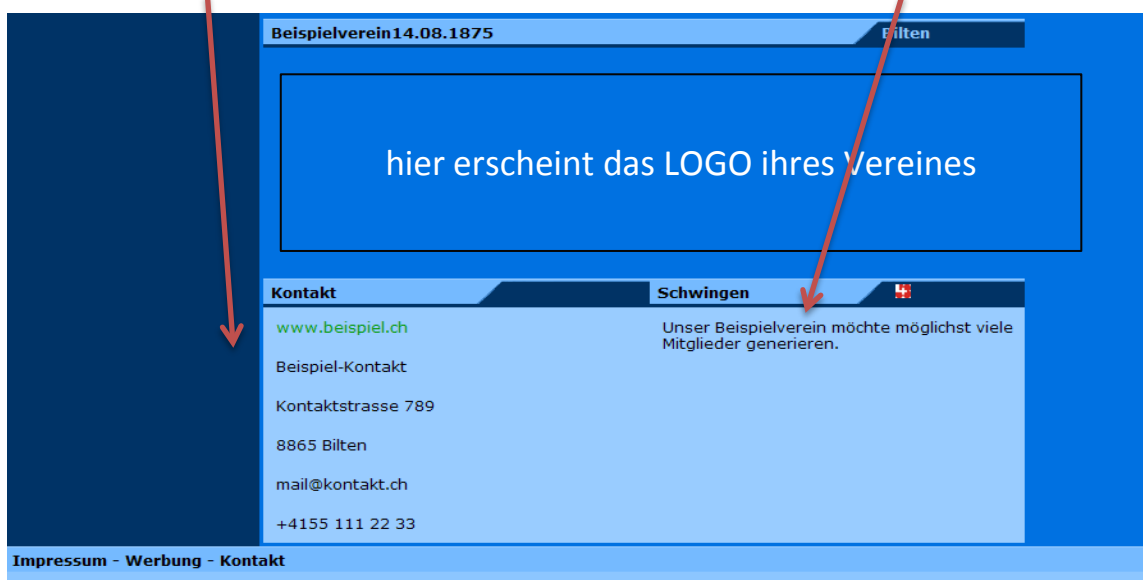 Beispielverein14.08.1875 Bilten
hier erscheint das LOGO ihres Vereines
Kontakt
www.beispiel.ch
Beispiel-Kontakt
Kontaktstrasse 789
8865 Bilten
mail@kontakt.ch
+4155 111 22 33
Schwingen
Unser Beispielverein möchte möglichst viele
Mitglieder generieren.
Impressum - Werbung - Kontakt